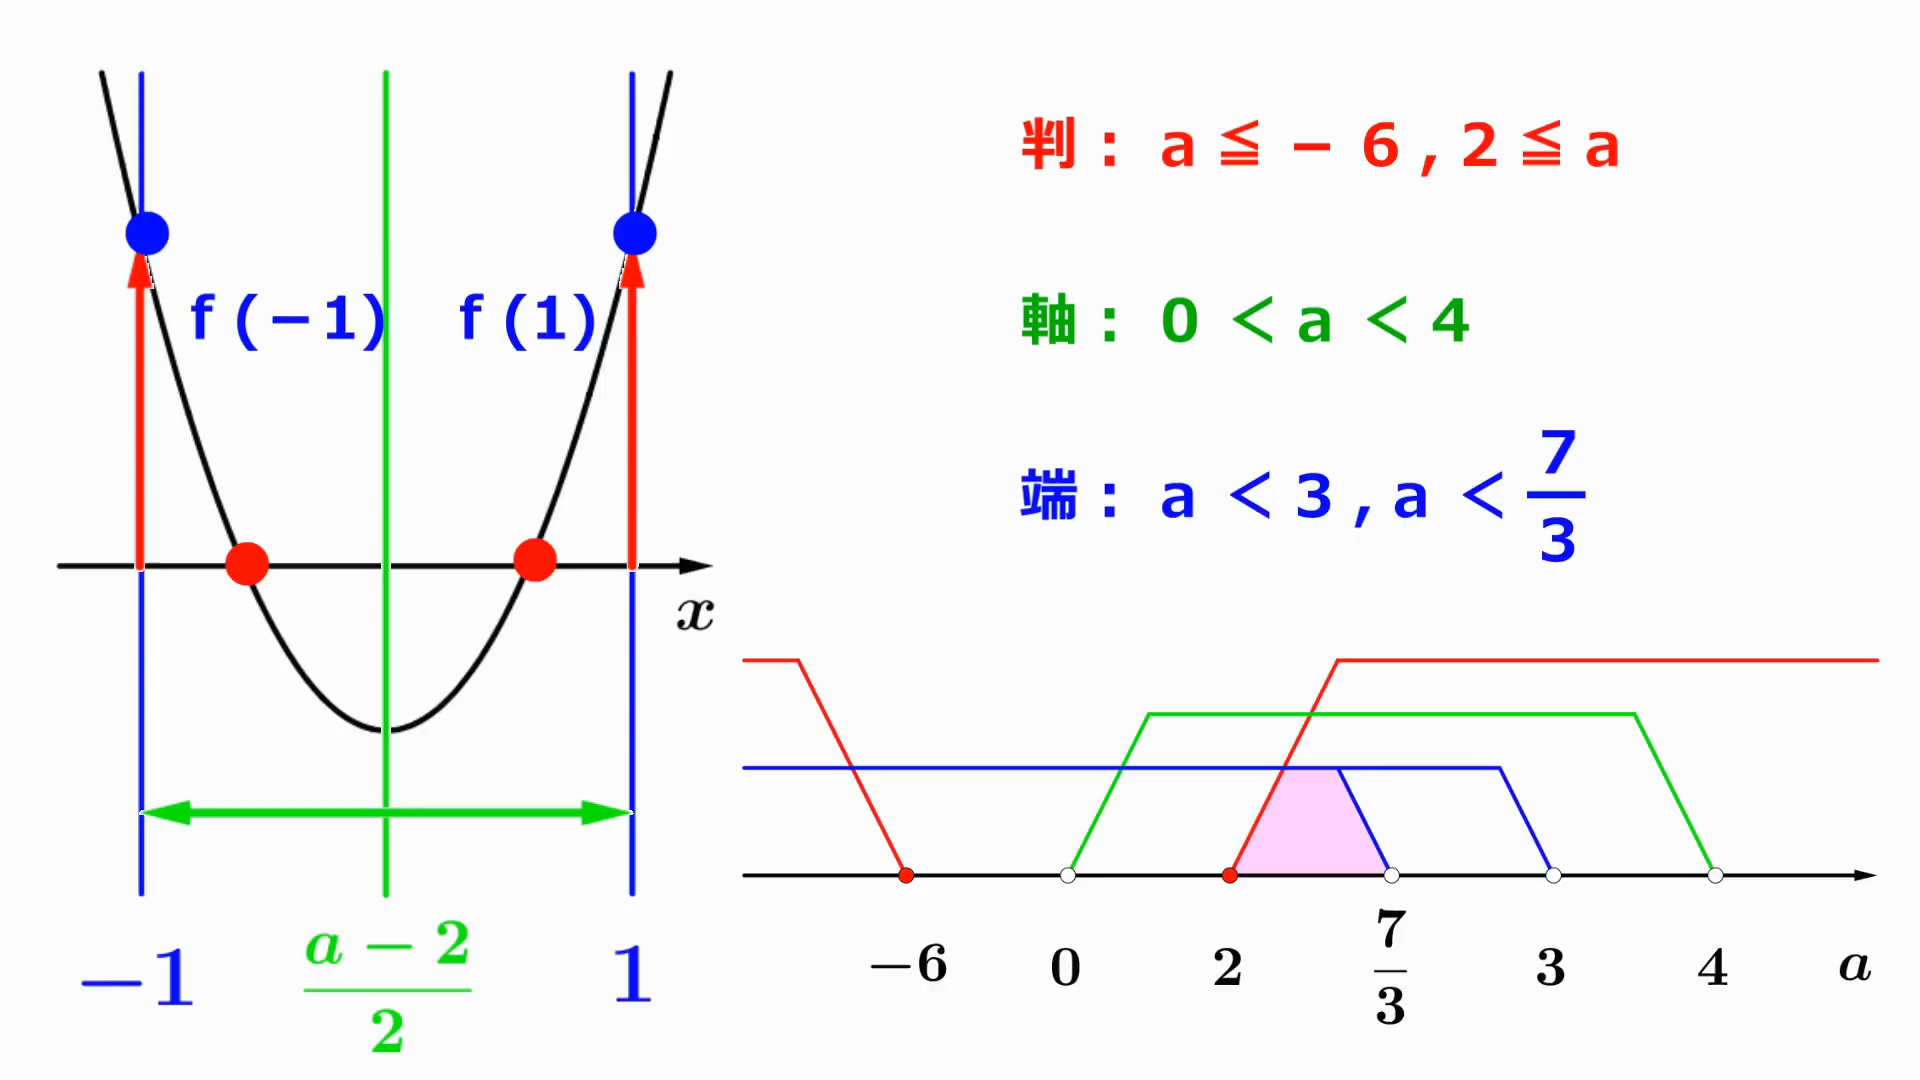 f(−1)
f(1)
x
−1
a − 2
2
1
判: a ≦ − 6 , 2 ≦ a
軸: 0 < a < 4
端: a < 3 , a < 7/3
−6
0
2
7/3
3
4
a